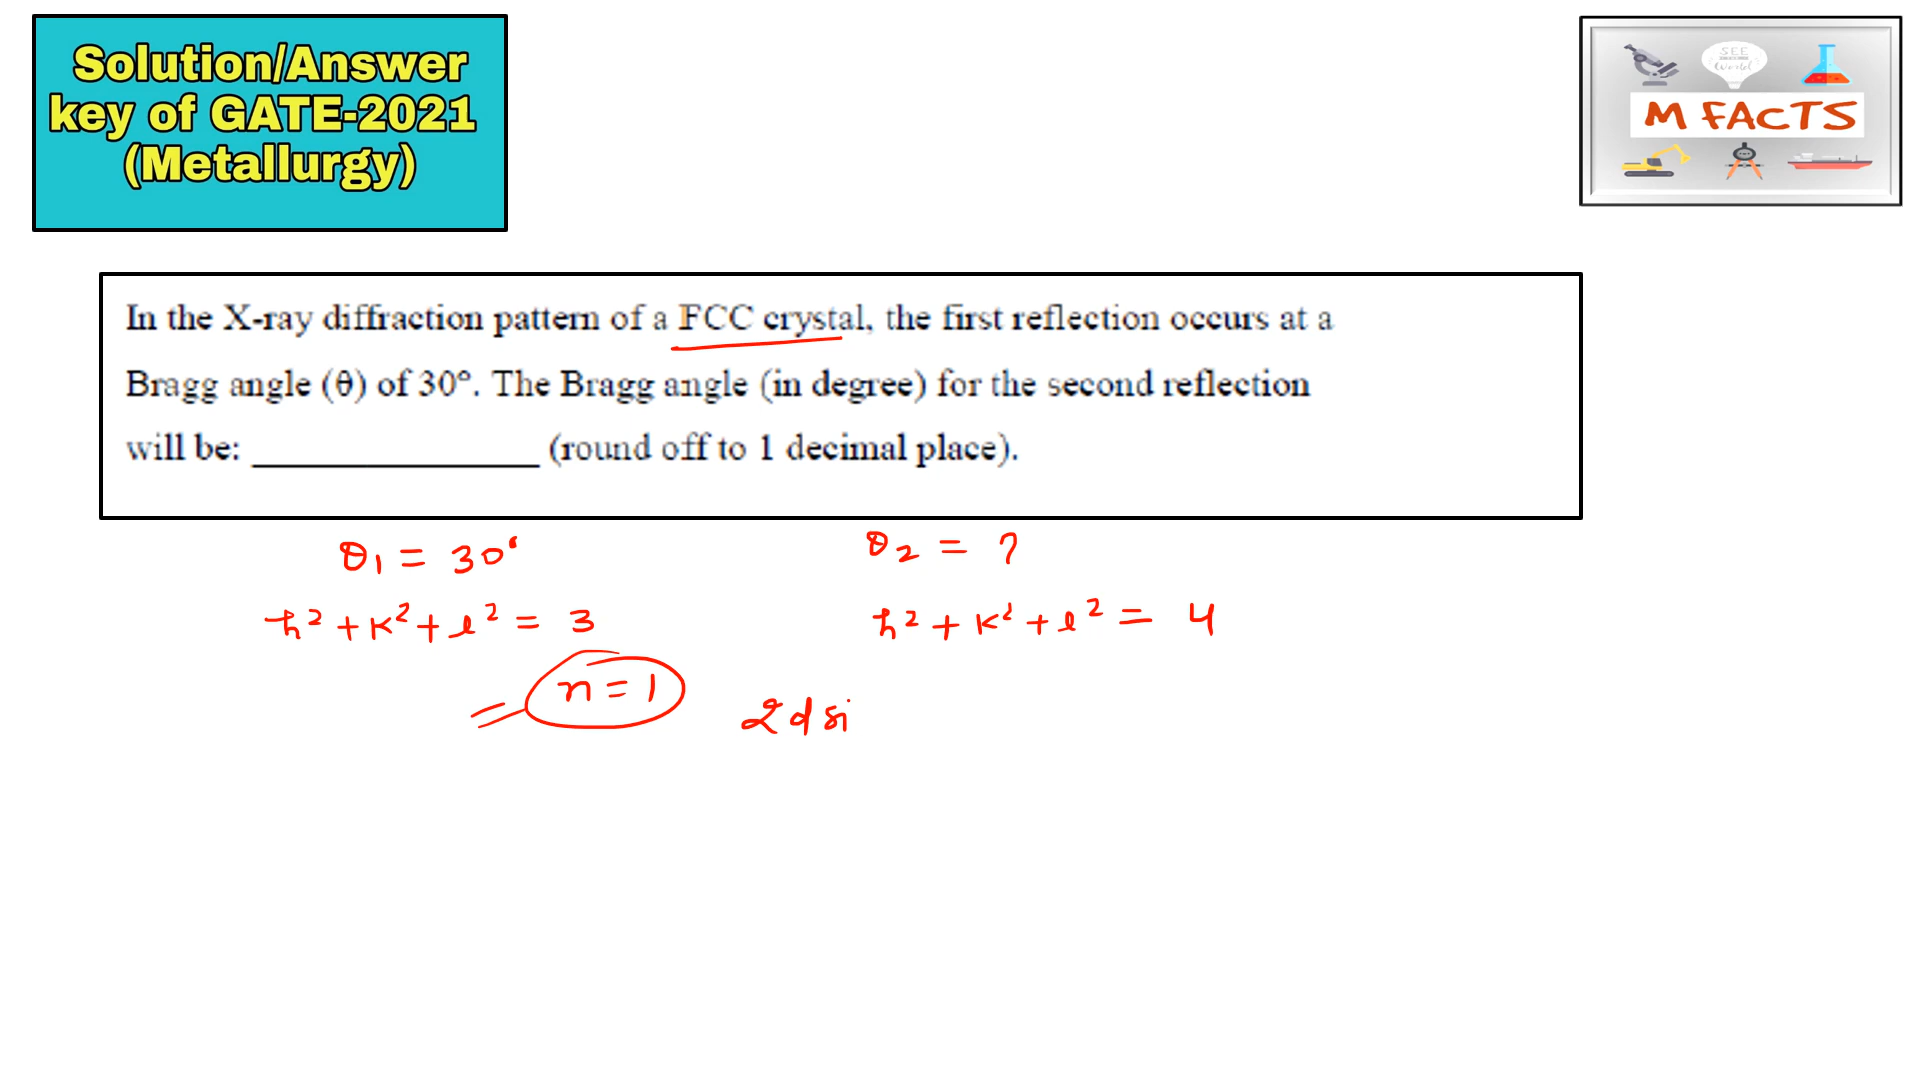 Solution/Answer
key of GATE-2021
(Metallurgy)
SEE
THE
World
M FACTS
In the X-ray diffraction pattern of a FCC crystal, the first reflection occurs at a
Bragg angle (θ) of 30°. The Bragg angle (in degree) for the second reflection
will be: ________________ (round off to 1 decimal place).
θ₁ = 30° θ₂ = ?
h² + k² + l² = 3 h² + k² + l² = 4
= n = 1 2d si